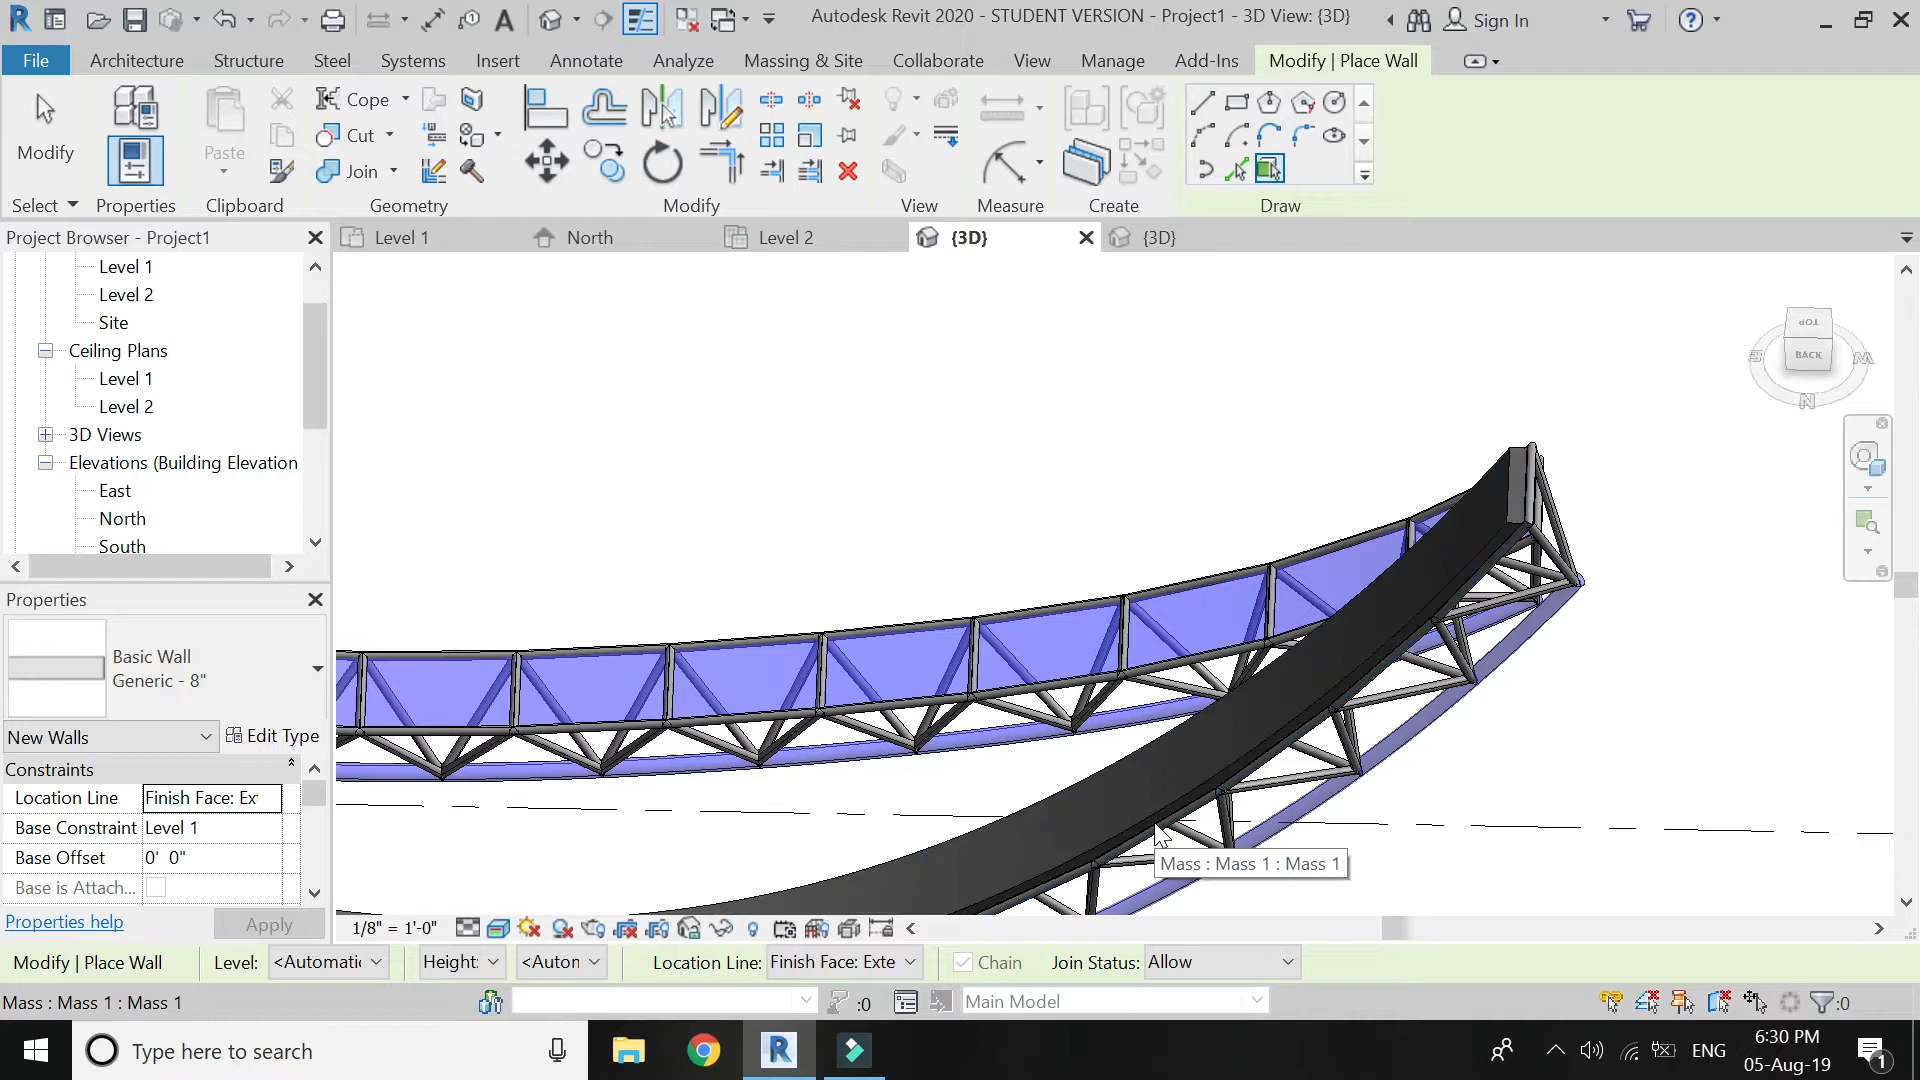 Autodesk Revit 2020 - STUDENT VERSION - Project1 - 3D View: {3D}
Sign In
File Architecture Structure Steel Systems Insert Annotate Analyze Massing & Site Collaborate View Manage Add-Ins Modify | Place Wall
Modify
Paste
Cope
Cut
Join
Select Properties Clipboard Geometry Modify View Measure Create Draw
Project Browser - Project1
Level 1
North
Level 2
{3D}
{3D}
Level 1
Level 2
Site
Ceiling Plans
Level 1
Level 2
3D Views
Elevations (Building Elevation
East
North
South
TOP
BACK
N
Properties
Basic Wall
Generic - 8"
New Walls
Edit Type
Constraints
Location Line Finish Face: Ext
Base Constraint Level 1
Base Offset 0' 0"
Base is Attach...
Properties help
Apply
Mass : Mass 1 : Mass 1
1/8" = 1'-0"
Modify | Place Wall Level: <Automatic Height: <Auton Location Line: Finish Face: Exte Chain Join Status: Allow
Mass : Mass 1 : Mass 1
:0
Main Model
:0
Type here to search
ENG
6:30 PM
05-Aug-19
1